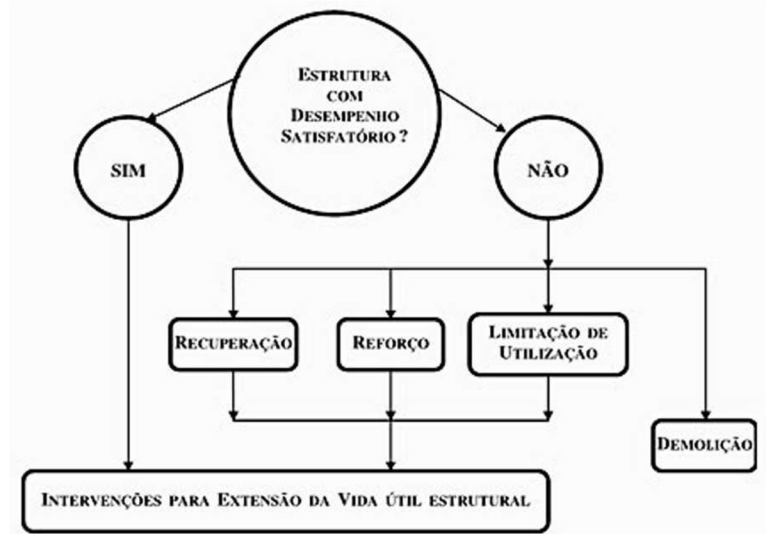 ESTRUTURA
COM
DESEMPENHO
SATISFATÓRIO ?
SIM
NÃO
RECUPERAÇÃO
REFORÇO
LIMITAÇÃO DE
UTILIZAÇÃO
DEMOLIÇÃO
INTERVENÇÕES PARA EXTENSÃO DA VIDA ÚTIL ESTRUTURAL